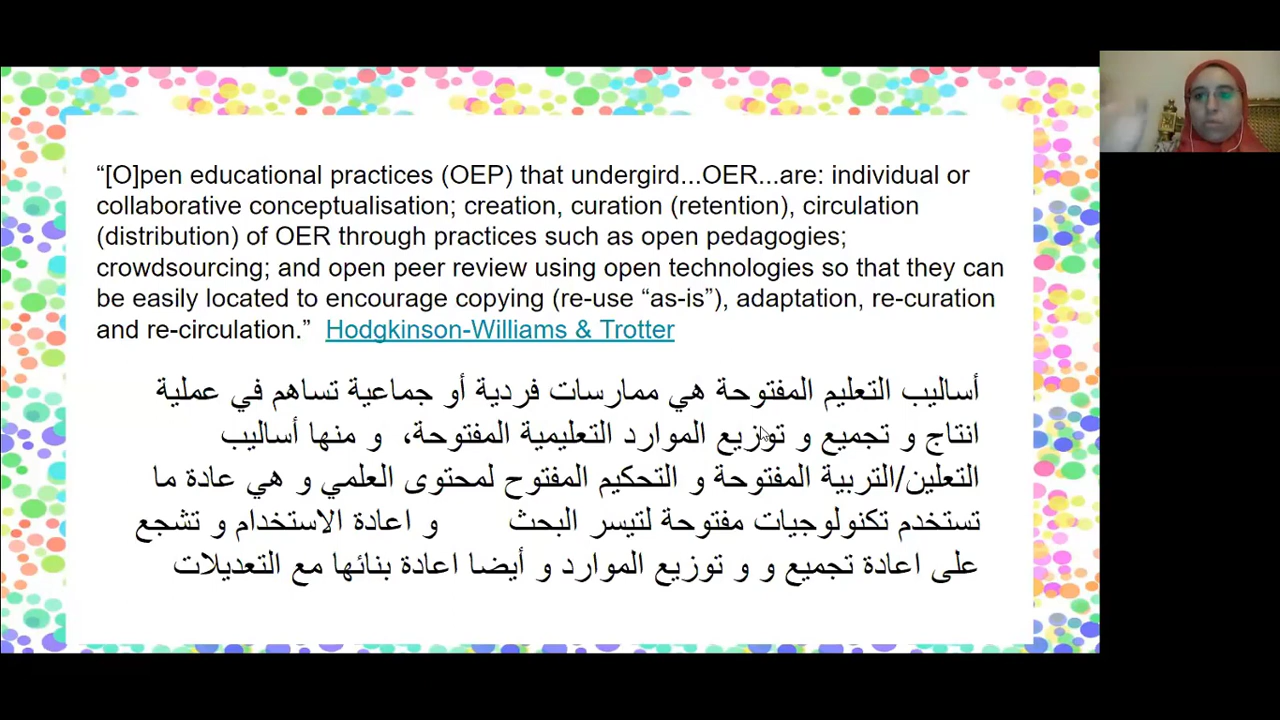 “[O]pen educational practices (OEP) that undergird...OER...are: individual or
collaborative conceptualisation; creation, curation (retention), circulation
(distribution) of OER through practices such as open pedagogies;
crowdsourcing; and open peer review using open technologies so that they can
be easily located to encourage copying (re-use “as-is”), adaptation, re-curation
and re-circulation.” Hodgkinson-Williams & Trotter
أساليب التعليم المفتوحة هي ممارسات فردية أو جماعية تساهم في عملية
انتاج و تجميع و توزيع الموارد التعليمية المفتوحة، و منها أساليب
التعلين/التربية المفتوحة و التحكيم المفتوح لمحتوى العلمي و هي عادة ما
تستخدم تكنولوجيات مفتوحة لتيسر البحث و اعادة الاستخدام و تشجع
على اعادة تجميع و و توزيع الموارد و أيضا اعادة بنائها مع التعديلات